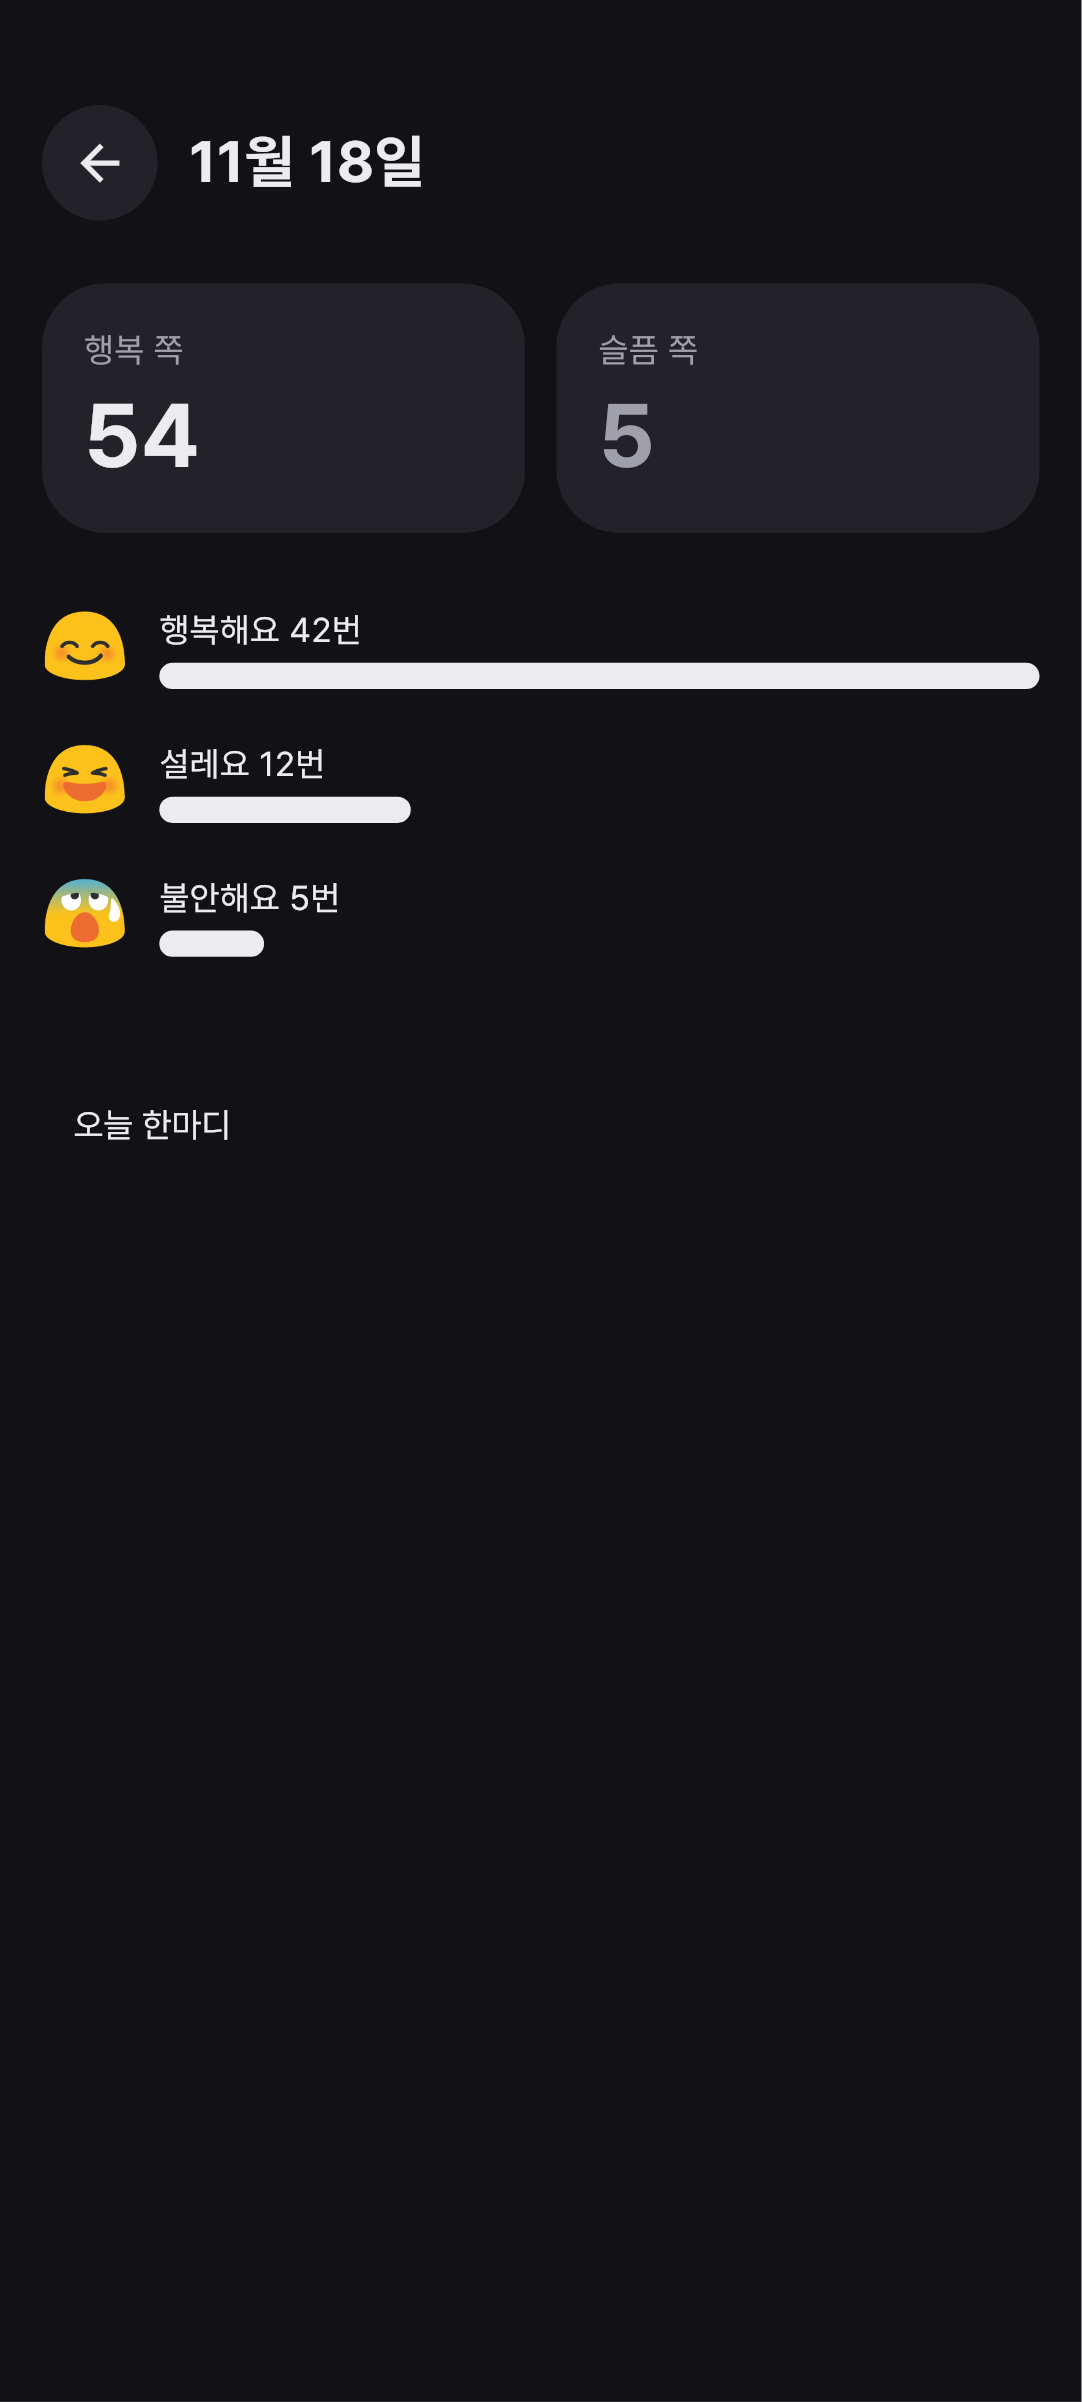 11월 18일
행복 쪽
54
슬픔 쪽
5
행복해요 42번
설레요 12번
불안해요 5번
오늘 한마디